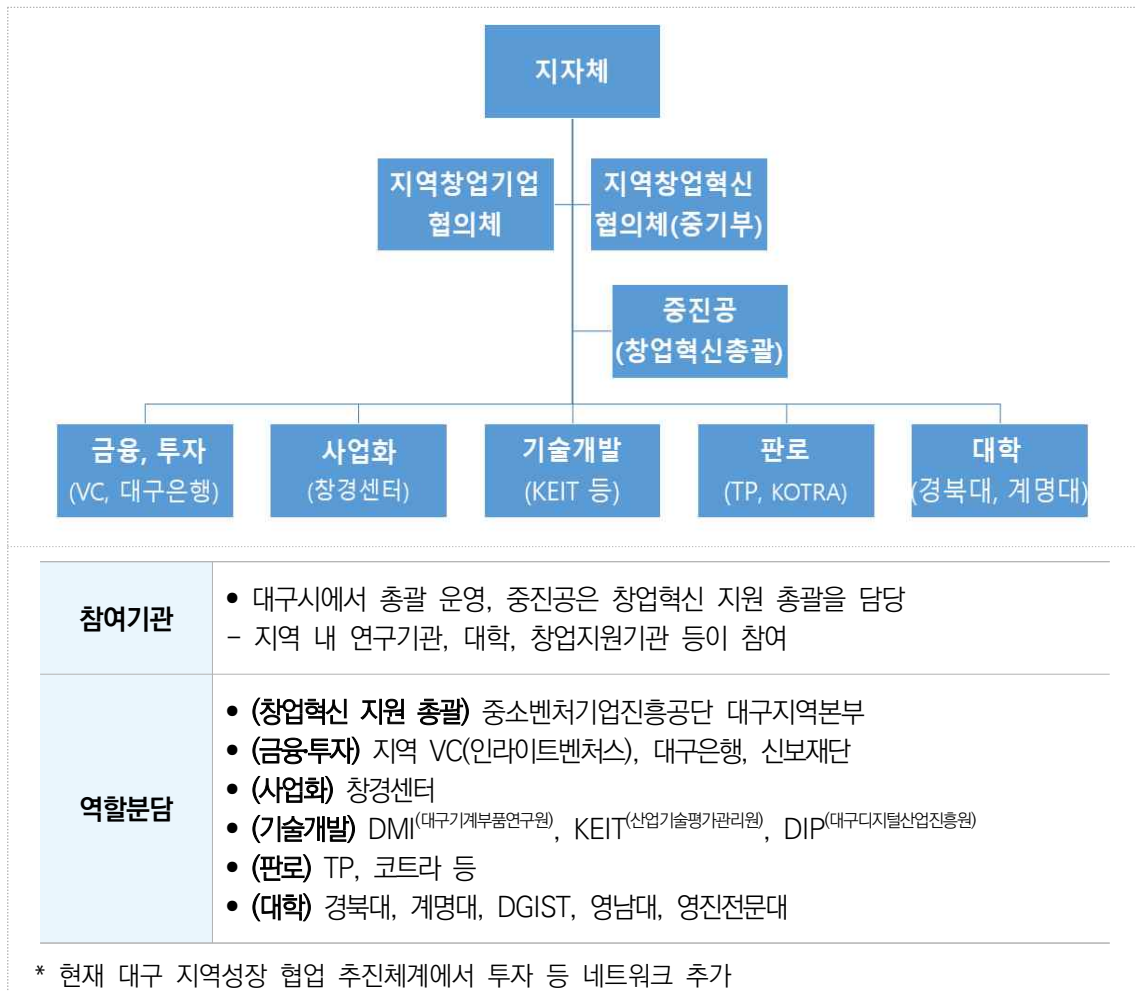 지자체
지역창업기업
협의체
지역창업혁신
협의체(중기부)
중진공
(창업혁신총괄)
금융, 투자
(VC, 대구은행)
사업화
(창경센터)
기술개발
(KEIT 등)
판로
(TP, KOTRA)
대학
(경북대, 계명대)
참여기관
• 대구시에서 총괄 운영, 중진공은 창업혁신 지원 총괄을 담당
- 지역 내 연구기관, 대학, 창업지원기관 등이 참여
역할분담
• (창업혁신 지원 총괄) 중소벤처기업진흥공단 대구지역본부
• (금융·투자) 지역 VC(인라이트벤처스), 대구은행, 신보재단
• (사업화) 창경센터
• (기술개발) DMI(대구기계부품연구원), KEIT(산업기술평가관리원), DIP(대구디지털산업진흥원)
• (판로) TP, 코트라 등
• (대학) 경북대, 계명대, DGIST, 영남대, 영진전문대
* 현재 대구 지역성장 협업 추진체계에서 투자 등 네트워크 추가